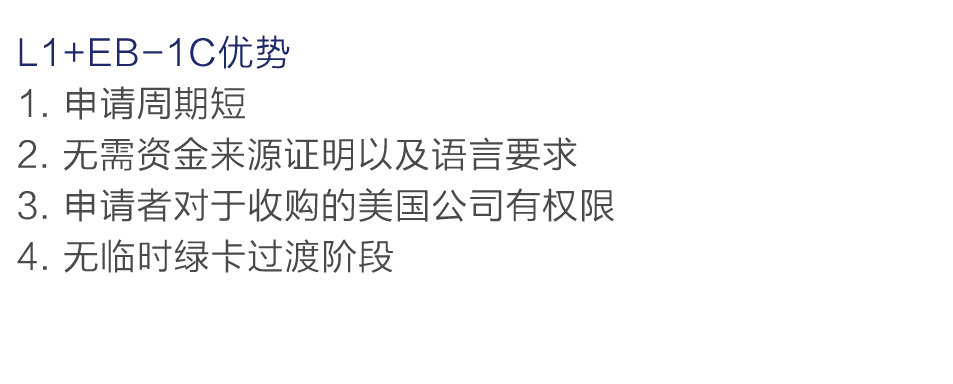 L1+EB-1C优势
1. 申请周期短
2. 无需资金来源证明以及语言要求
3. 申请者对于收购的美国公司有权限
4. 无临时绿卡过渡阶段